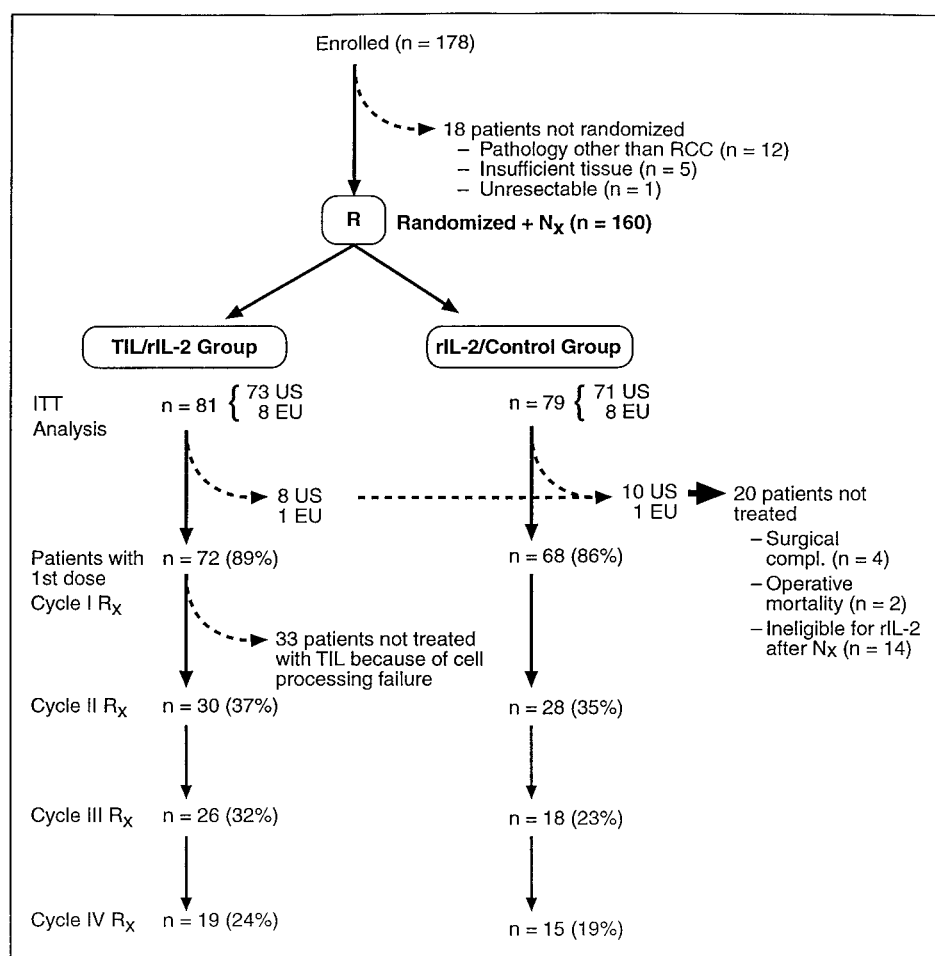 Enrolled (n = 178)
18 patients not randomized
– Pathology other than RCC (n = 12)
– Insufficient tissue (n = 5)
– Unresectable (n = 1)
R
Randomized + Nx (n = 160)
TIL/rIL-2 Group
rIL-2/Control Group
ITT
Analysis
n = 81 { 73 US
8 EU
n = 79 { 71 US
8 EU
8 US
1 EU
10 US
1 EU
20 patients not
treated
– Surgical
compl. (n = 4)
– Operative
mortality (n = 2)
– Ineligible for rIL-2
after Nx (n = 14)
Patients with
1st dose
Cycle I Rx
n = 72 (89%)
n = 68 (86%)
33 patients not treated
with TIL because of cell
processing failure
Cycle II Rx
n = 30 (37%)
n = 28 (35%)
Cycle III Rx
n = 26 (32%)
n = 18 (23%)
Cycle IV Rx
n = 19 (24%)
n = 15 (19%)